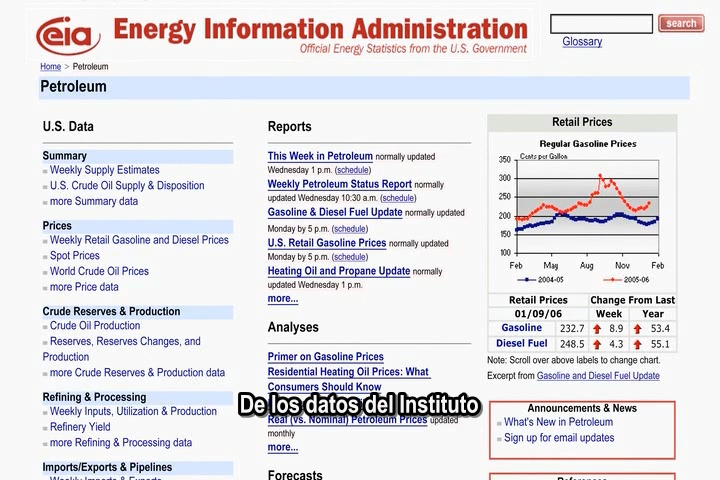 eia Energy Information Administration
Official Energy Statistics from the U.S. Government
search
Glossary
Home > Petroleum
Petroleum
U.S. Data
Summary
Weekly Supply Estimates
U.S. Crude Oil Supply & Disposition
more Summary data
Prices
Weekly Retail Gasoline and Diesel Prices
Spot Prices
World Crude Oil Prices
more Price data
Crude Reserves & Production
Crude Oil Production
Reserves, Reserves Changes, and
Production
more Crude Reserves & Production data
Refining & Processing
Weekly Inputs, Utilization & Production
Refinery Yield
more Refining & Processing data
Imports/Exports & Pipelines
Reports
This Week in Petroleum normally updated
Wednesday 1 p.m. (schedule)
Weekly Petroleum Status Report normally
updated Wednesday 10:30 a.m. (schedule)
Gasoline & Diesel Fuel Update normally updated
Monday by 5 p.m. (schedule)
U.S. Retail Gasoline Prices normally updated
Monday by 5 p.m. (schedule)
Heating Oil and Propane Update normally
updated Wednesday 1 p.m.
more...
Analyses
Primer on Gasoline Prices
Residential Heating Oil Prices: What
Consumers Should Know
De los datos del Instituto
Real (vs. Nominal) Petroleum Prices updated
monthly
more...
Forecasts
Retail Prices
Regular Gasoline Prices
Cents per Gallon
350
300
250
200
150
100
Feb May Aug Nov Feb
2004-05 2005-06
Retail Prices Change From Last
01/09/06 Week Year
Gasoline 232.7 8.9 53.4
Diesel Fuel 248.5 4.3 55.1
Note: Scroll over above labels to change chart.
Excerpt from Gasoline and Diesel Fuel Update
Announcements & News
What's New in Petroleum
Sign up for email updates